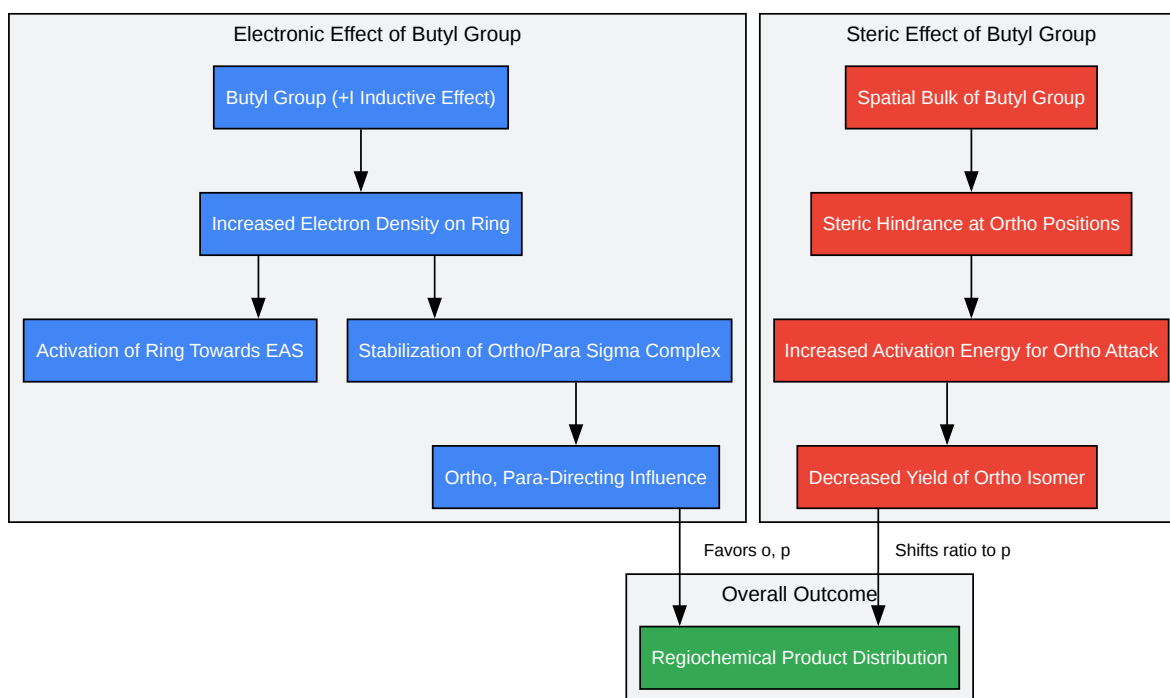 Electronic Effect of Butyl Group
Butyl Group (+I Inductive Effect)
Increased Electron Density on Ring
Activation of Ring Towards EAS
Stabilization of Ortho/Para Sigma Complex
Ortho, Para-Directing Influence
Steric Effect of Butyl Group
Spatial Bulk of Butyl Group
Steric Hindrance at Ortho Positions
Increased Activation Energy for Ortho Attack
Decreased Yield of Ortho Isomer
Favors o, p
Shifts ratio to p
Overall Outcome
Regiochemical Product Distribution